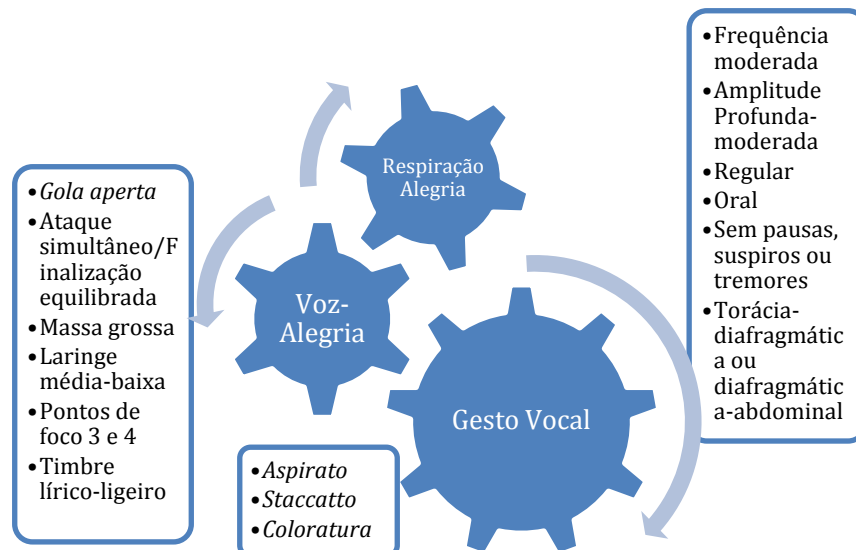 •Frequência
moderada
•Amplitude
Profunda-
moderada
•Regular
•Oral
•Sem pausas,
suspiros ou
tremores
•Torácia-
diafragmátic
a ou
diafragmátic
a-abdominal
Respiração
Alegria
•Gola aperta
•Ataque
simultâneo/F
inalização
equilibrada
•Massa grossa
•Laringe
média-baixa
•Pontos de
foco 3 e 4
•Timbre
lírico-ligeiro
Voz-
Alegria
Gesto Vocal
•Aspirato
•Staccatto
•Coloratura